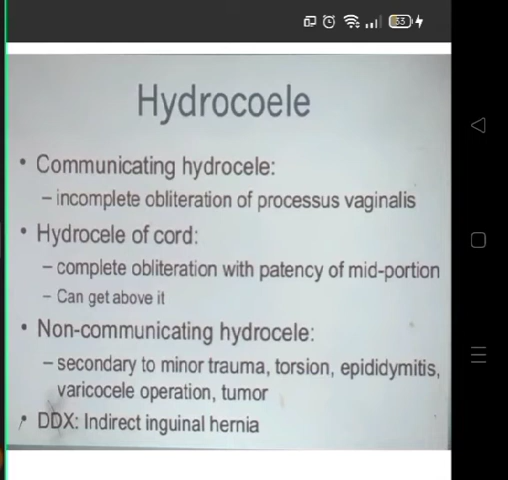 33
Hydrocoele
• Communicating hydrocele:
– incomplete obliteration of processus vaginalis
• Hydrocele of cord:
– complete obliteration with patency of mid-portion
– Can get above it
• Non-communicating hydrocele:
– secondary to minor trauma, torsion, epididymitis,
varicocele operation, tumor
• DDX: Indirect inguinal hernia